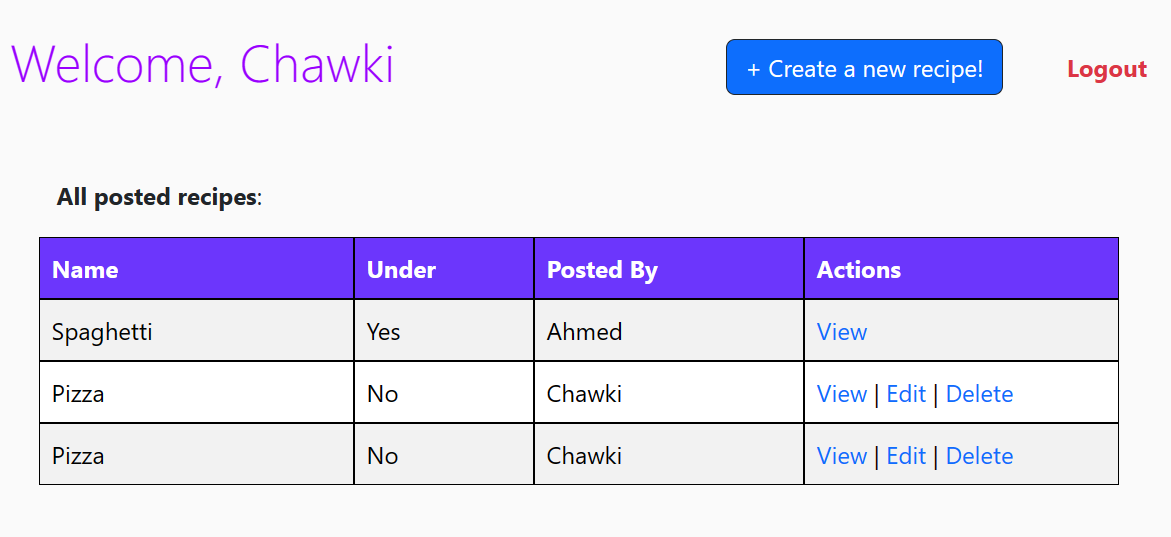 Welcome, Chawki
+ Create a new recipe!
Logout
All posted recipes:
Name Under Posted By Actions
Spaghetti Yes Ahmed View
Pizza No Chawki View | Edit | Delete
Pizza No Chawki View | Edit | Delete